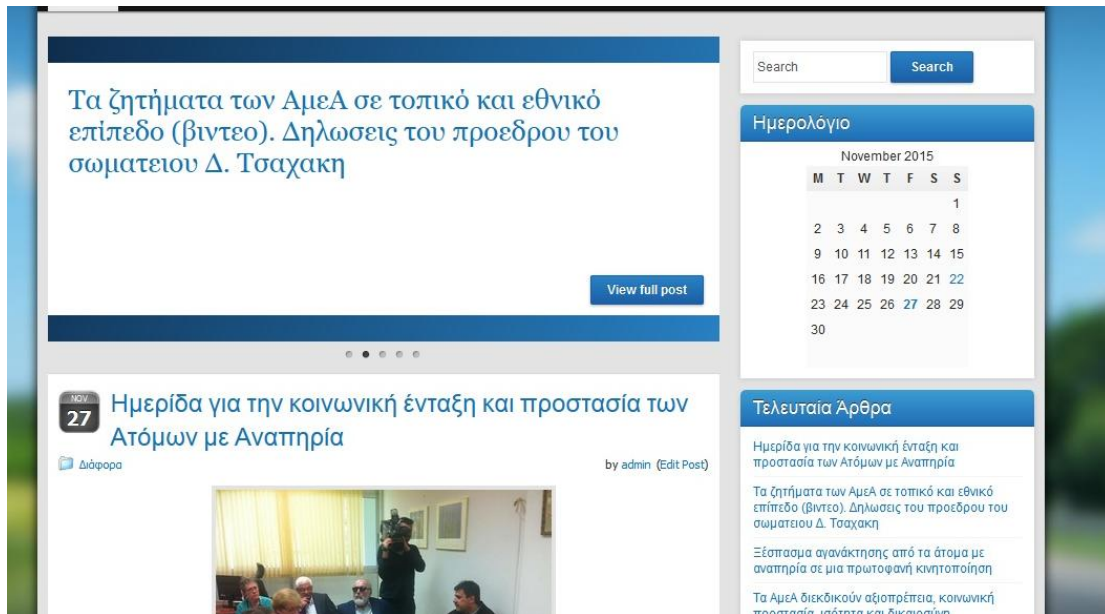 Τα ζητήματα των ΑμεΑ σε τοπικό και εθνικό
επίπεδο (βιντεο). Δηλωσεις του προεδρου του
σωματειου Δ. Τσαχακη
View full post
NOV
27
Ημερίδα για την κοινωνική ένταξη και προστασία των
Ατόμων με Αναπηρία
Διάφορα
by admin (Edit Post)
Search
Search
Ημερολόγιο
November 2015
M T W T F S S
1
2 3 4 5 6 7 8
9 10 11 12 13 14 15
16 17 18 19 20 21 22
23 24 25 26 27 28 29
30
Τελευταία Άρθρα
Ημερίδα για την κοινωνική ένταξη και
προστασία των Ατόμων με Αναπηρία
Τα ζητήματα των ΑμεΑ σε τοπικό και εθνικό
επίπεδο (βιντεο). Δηλωσεις του προεδρου του
σωματειου Δ. Τσαχακη
Ξέσπασμα αγανάκτησης από τα άτομα με
αναπηρία σε μια πρωτοφανή κινητοποίηση
Τα ΑμεΑ διεκδικούν αξιοπρέπεια, κοινωνική
προστασία, ισότητα και δικαιοσύνη